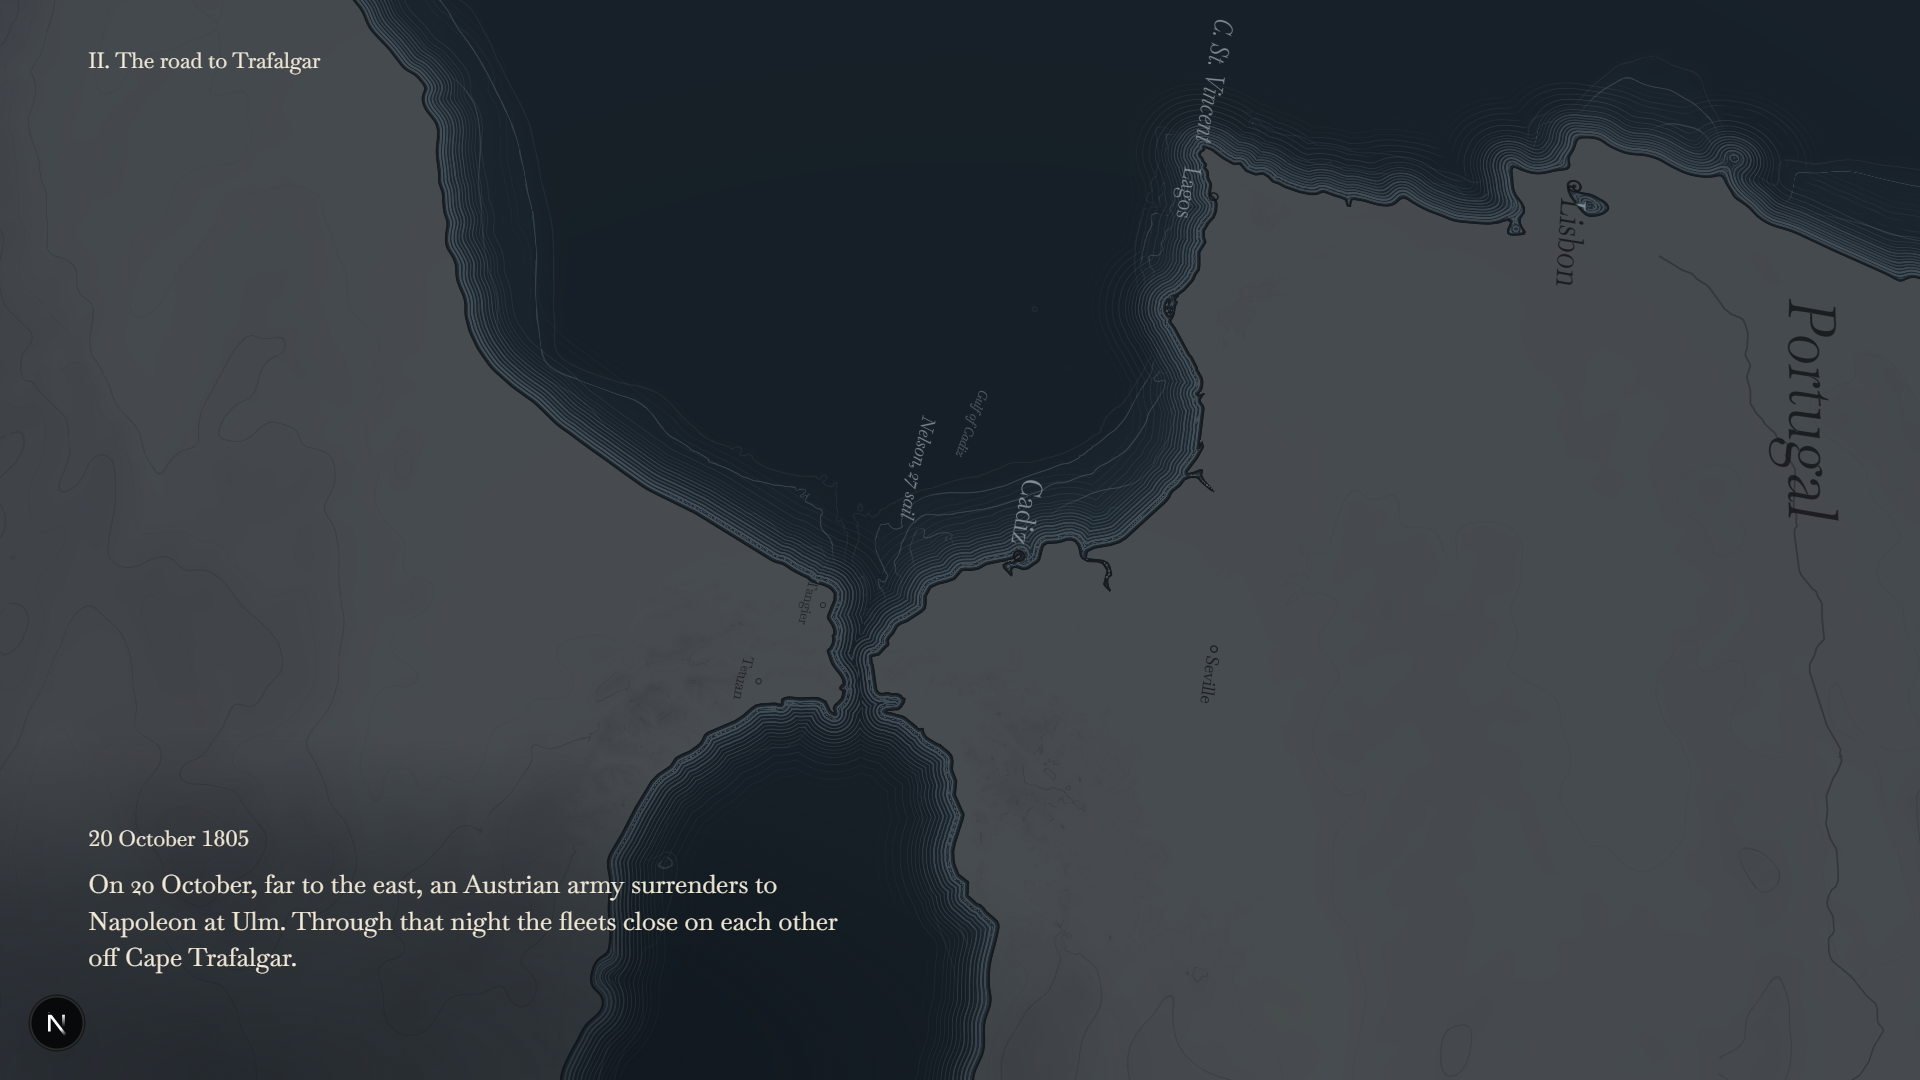 II. The road to Trafalgar
C. St. Vincent
Lagos
Lisbon
Portugal
Gulf of Cadiz
Nelson, 27 sail
Cadiz
Tangier
Tetuan
Seville
20 October 1805
On 20 October, far to the east, an Austrian army surrenders to
Napoleon at Ulm. Through that night the fleets close on each other
off Cape Trafalgar.
N